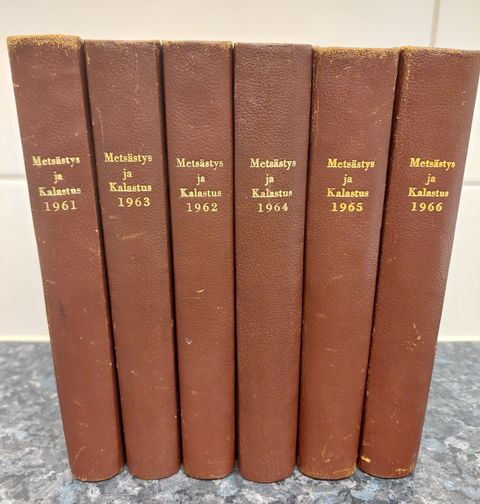 Metsästys
ja
Kalastus
1961
Metsästys
ja
Kalastus
1963
Metsästys
ja
Kalastus
1962
Metsästys
ja
Kalastus
1964
Metsästys
ja
Kalastus
1965
Metsästys
ja
Kalastus
1966